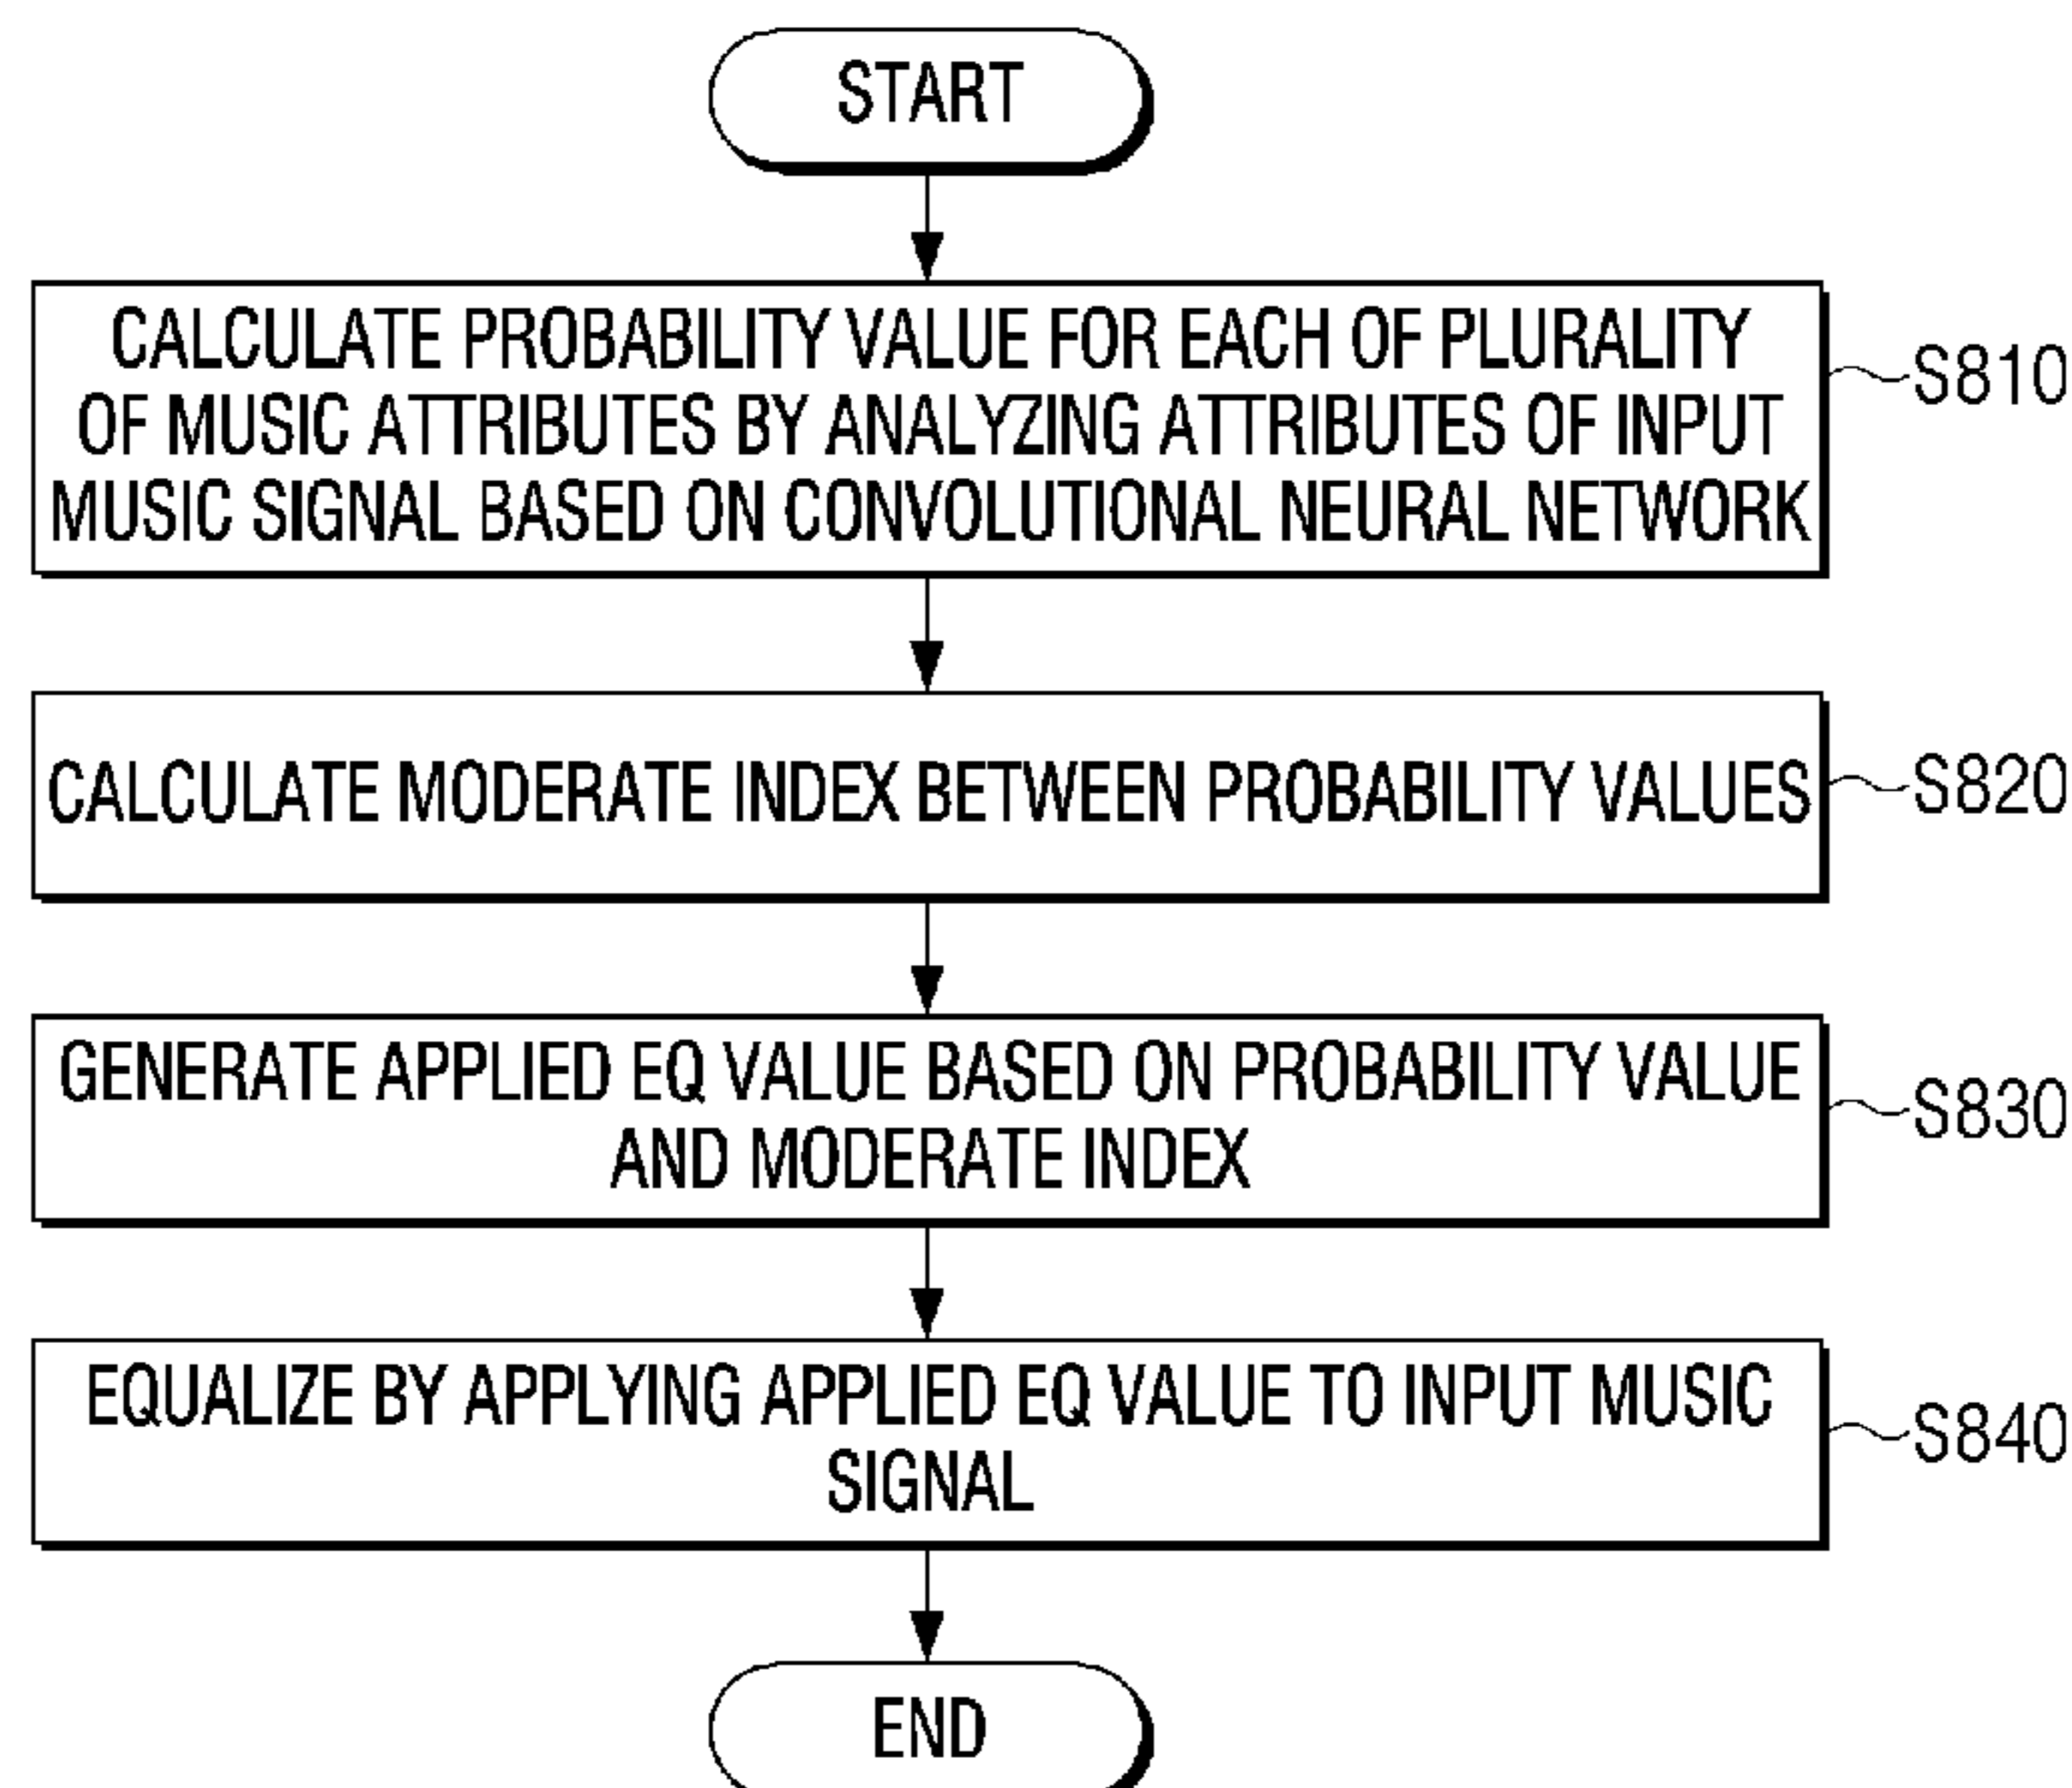 START
CALCULATE PROBABILITY VALUE FOR EACH OF PLURALITY
OF MUSIC ATTRIBUTES BY ANALYZING ATTRIBUTES OF INPUT
MUSIC SIGNAL BASED ON CONVOLUTIONAL NEURAL NETWORK
S810
CALCULATE MODERATE INDEX BETWEEN PROBABILITY VALUES
S820
GENERATE APPLIED EQ VALUE BASED ON PROBABILITY VALUE
AND MODERATE INDEX
S830
EQUALIZE BY APPLYING APPLIED EQ VALUE TO INPUT MUSIC
SIGNAL
S840
END